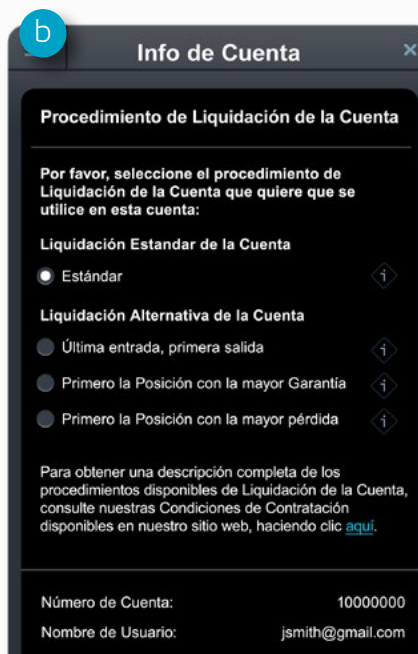 b
Info de Cuenta ×
Procedimiento de Liquidación de la Cuenta
Por favor, seleccione el procedimiento de
Liquidación de la Cuenta que quiere que se
utilice en esta cuenta:
Liquidación Estandar de la Cuenta
Estándar i
Liquidación Alternativa de la Cuenta
Última entrada, primera salida i
Primero la Posición con la mayor Garantía i
Primero la Posición con la mayor pérdida i
Para obtener una descripción completa de los
procedimientos disponibles de Liquidación de la Cuenta,
consulte nuestras Condiciones de Contratación
disponibles en nuestro sitio web, haciendo clic aquí.
Número de Cuenta: 10000000
Nombre de Usuario: jsmith@gmail.com